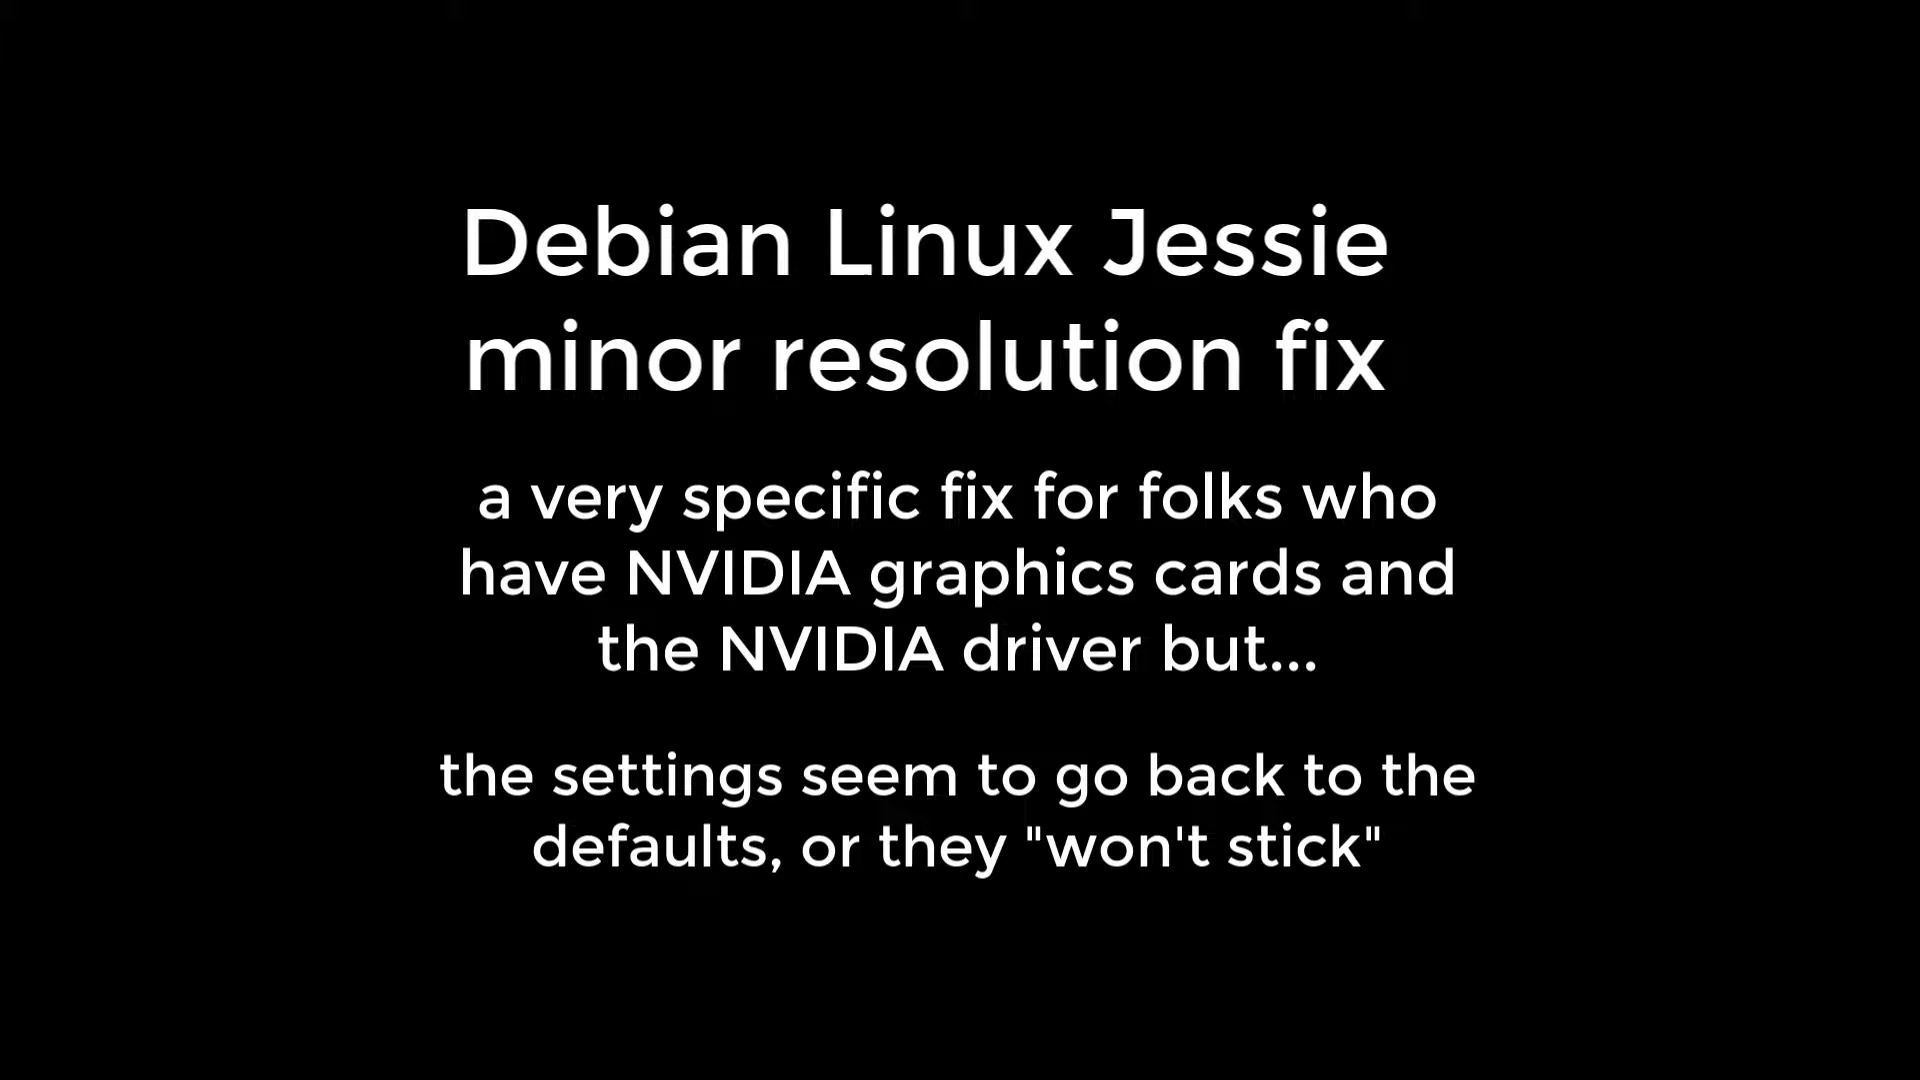 Debian Linux Jessie
minor resolution fix
a very specific fix for folks who
have NVIDIA graphics cards and
the NVIDIA driver but...
the settings seem to go back to the
defaults, or they "won't stick"